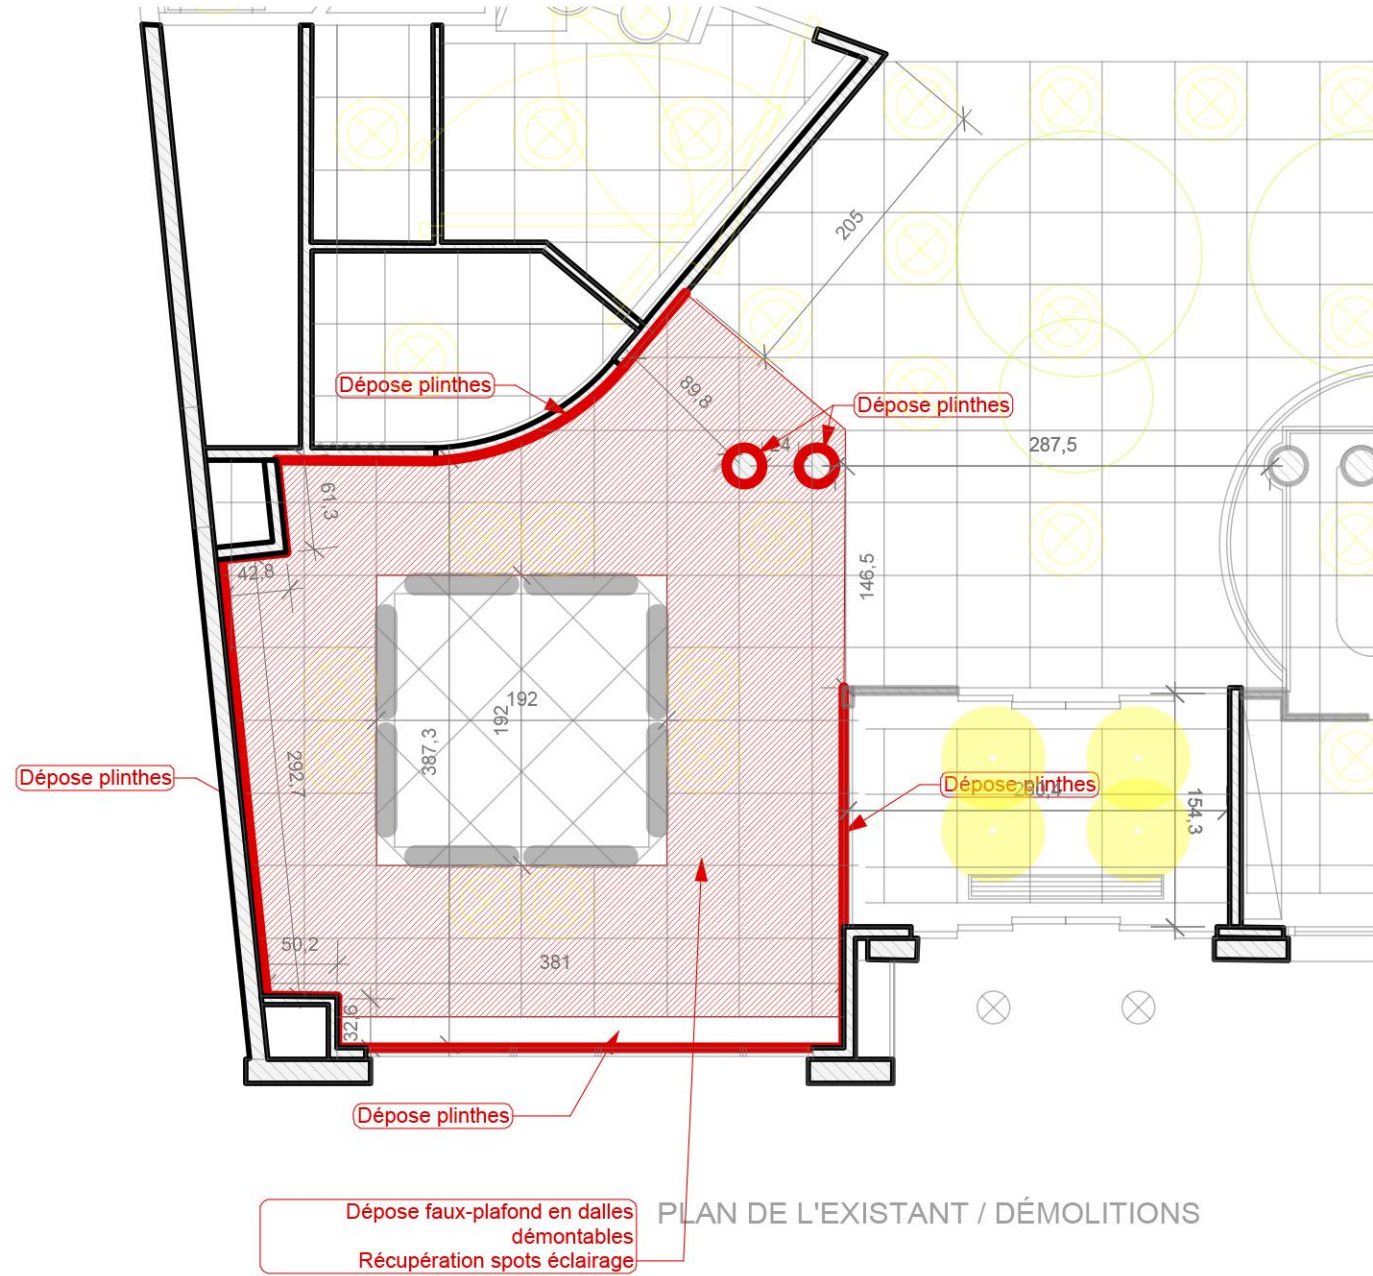 205
Dépose plinthes
89,8
Dépose plinthes
24
287,5
61,3
42,8
146,5
192
192
387,3
292,7
Dépose plinthes
Dépose plinthes
154,3
50,2
381
32,6
Dépose plinthes
Dépose faux-plafond en dalles
démontables
Récupération spots éclairage
PLAN DE L'EXISTANT / DÉMOLITIONS